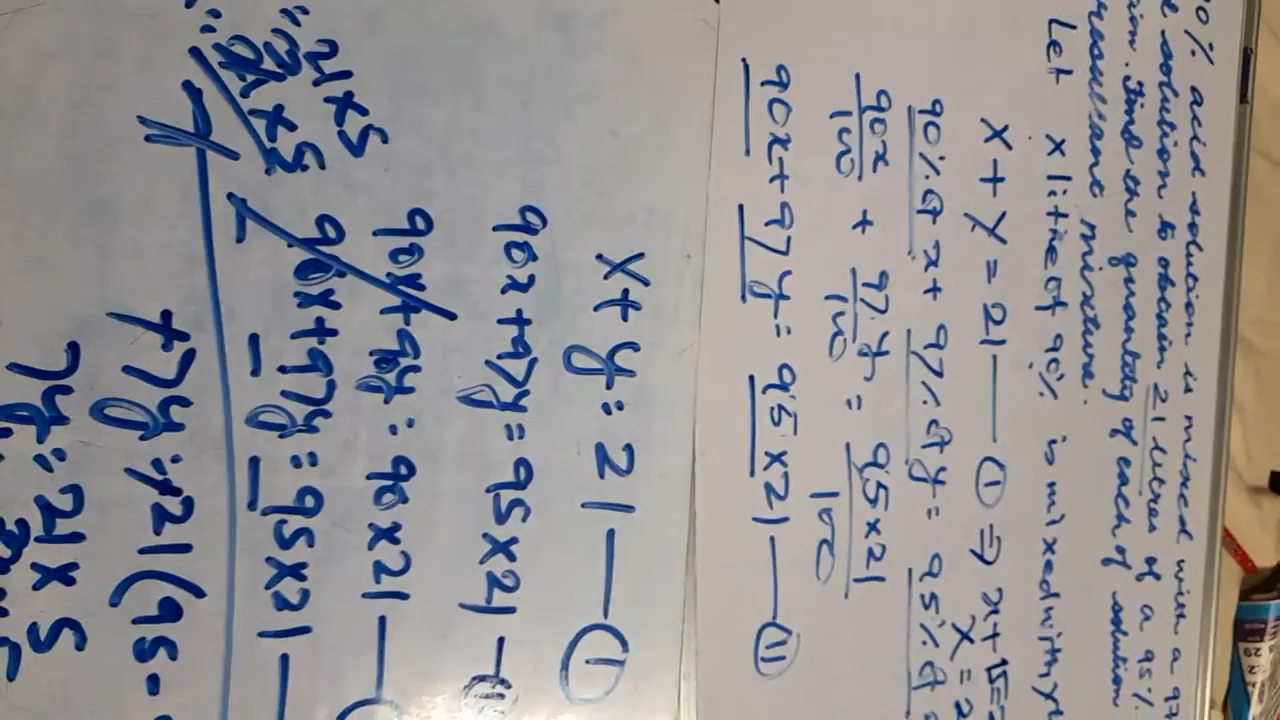 90% acid solution is mixed with a 97
solution to obtain 21 litres of a 95%
Find the quantity of each of solution
resultant mixture.
Let x litre of 90% is mixed with y
x + y = 21 — (1) ⇒ x + 15 =
x = 2
90% of x + 97% of y = 95% of
90x/100 + 97y/100 = 95 x 21/100
90x + 97y = 95 x 21 — (11)
x + y = 21 — (1)
90x + 97y = 95 x 21 —
90x + 90y = 90 x 21 —
90x + 97y = 95 x 21 —
+7y = 21 (95 -
7y = 21 x 5
21 x 5